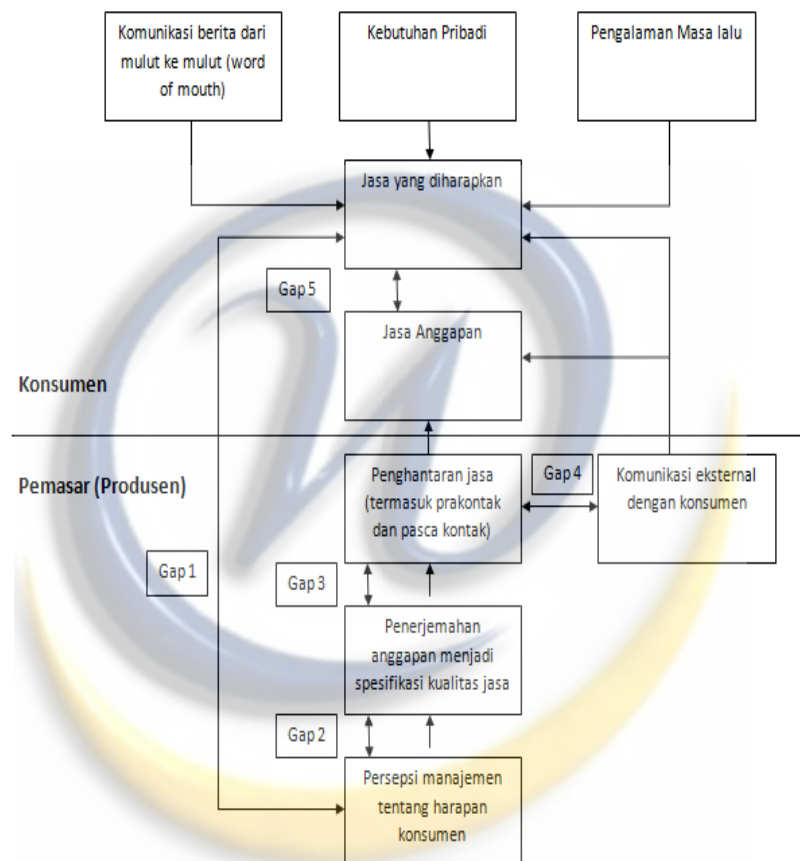 Komunikasi berita dari
mulut ke mulut (word
of mouth)
Kebutuhan Pribadi
Pengalaman Masa lalu
Jasa yang diharapkan
Gap 5
Jasa Anggapan
Konsumen
Pemasar (Produsen)
Penghantaran jasa
(termasuk prakontak
dan pasca kontak)
Gap 4
Komunikasi eksternal
dengan konsumen
Gap 1
Gap 3
Penerjemahan
anggapan menjadi
spesifikasi kualitas jasa
Gap 2
Persepsi manajemen
tentang harapan
konsumen